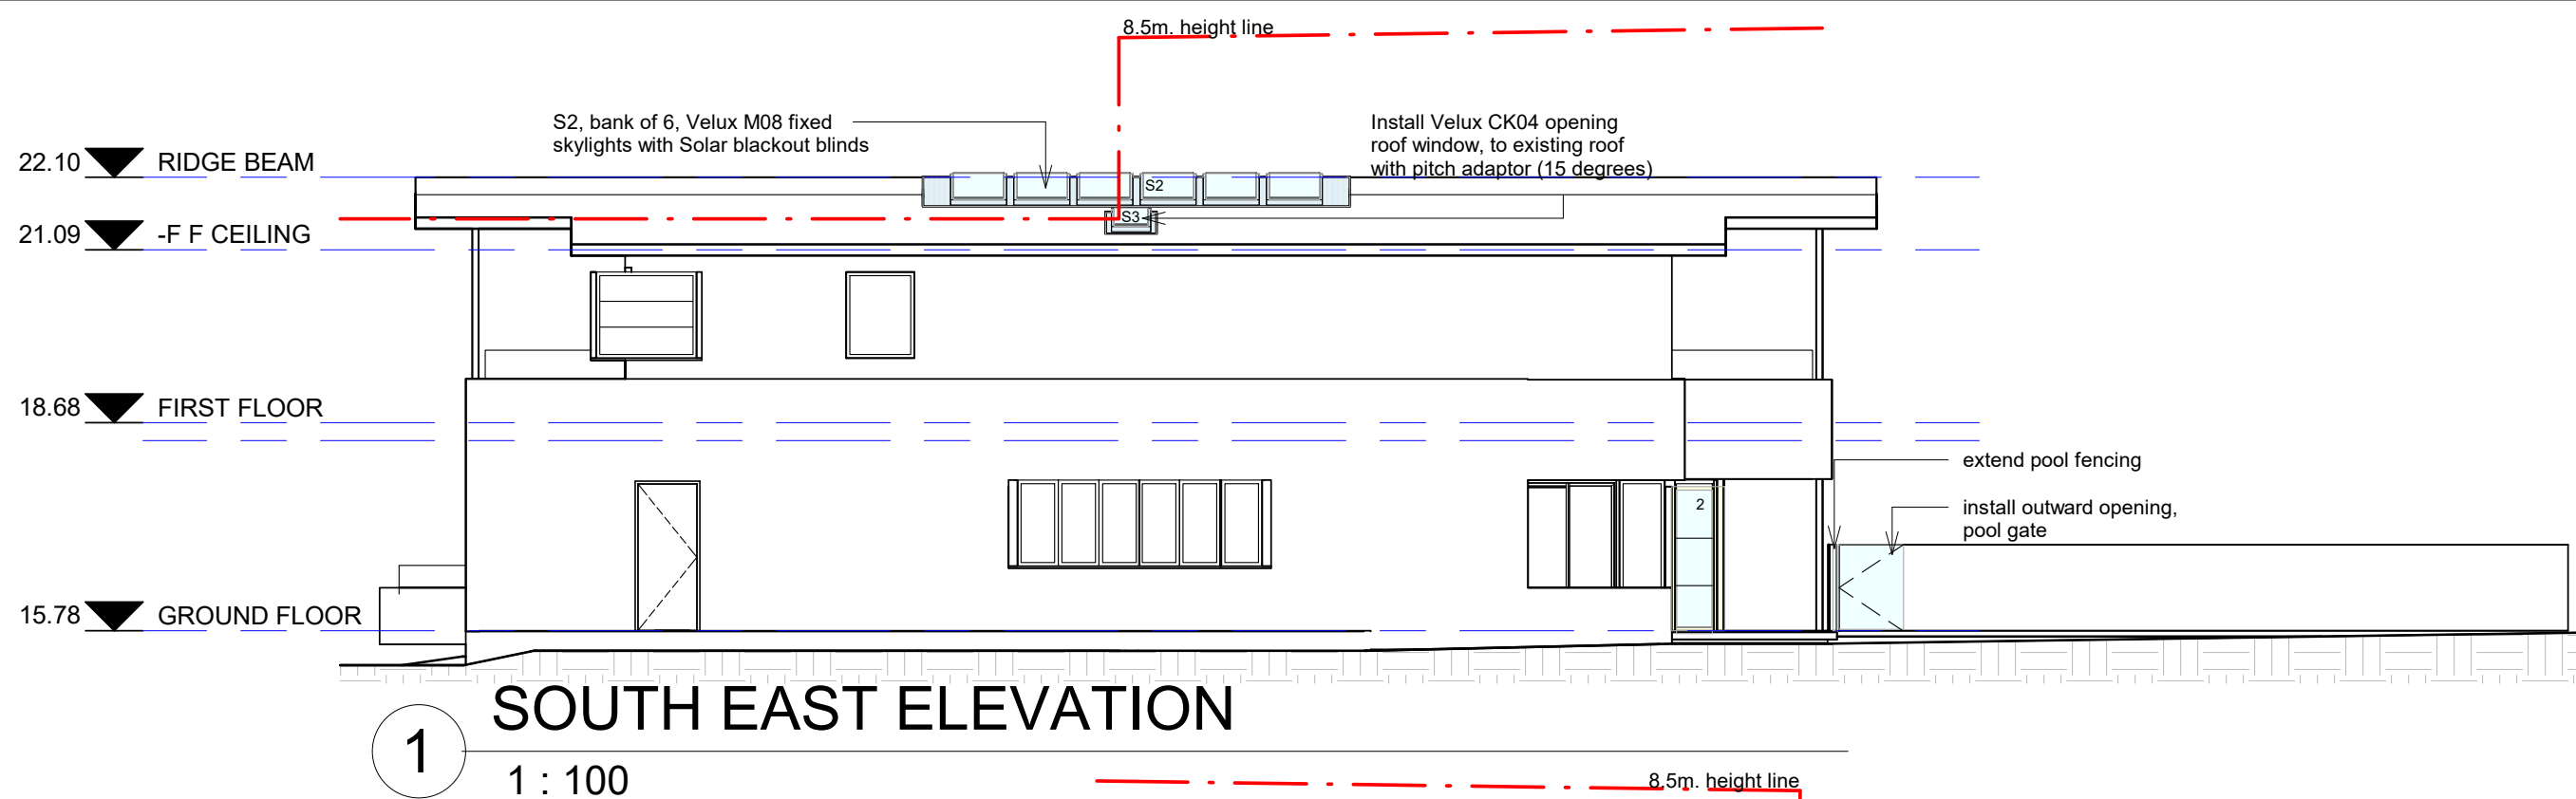 8.5m. height line
S2, bank of 6, Velux M08 fixed
skylights with Solar blackout blinds
Install Velux CK04 opening
roof window, to existing roof
with pitch adaptor (15 degrees)
22.10 RIDGE BEAM
S2
S3
21.09 -F F CEILING
18.68 FIRST FLOOR
extend pool fencing
2
install outward opening,
pool gate
15.78 GROUND FLOOR
SOUTH EAST ELEVATION
1
1 : 100
8.5m. height line